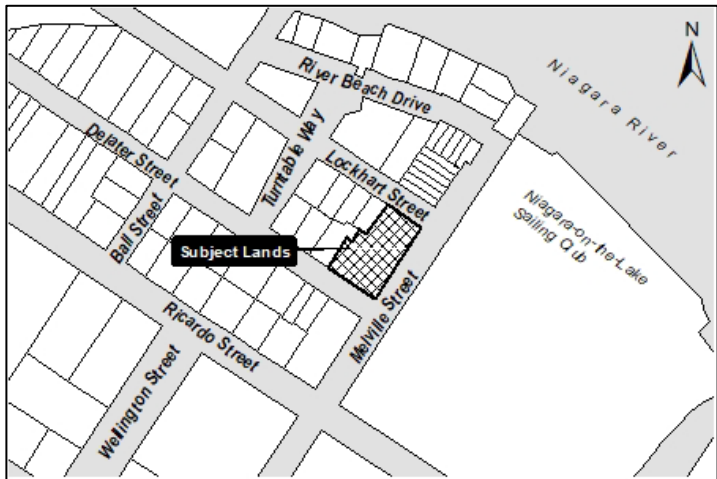 N
River Beach Drive
Niagara River
Delater Street
Turntable Way
Lockhart Street
Niagara-on-the-Lake
Sailing Club
Ball Street
Subject Lands
Ricardo Street
Melville Street
Wellington Street